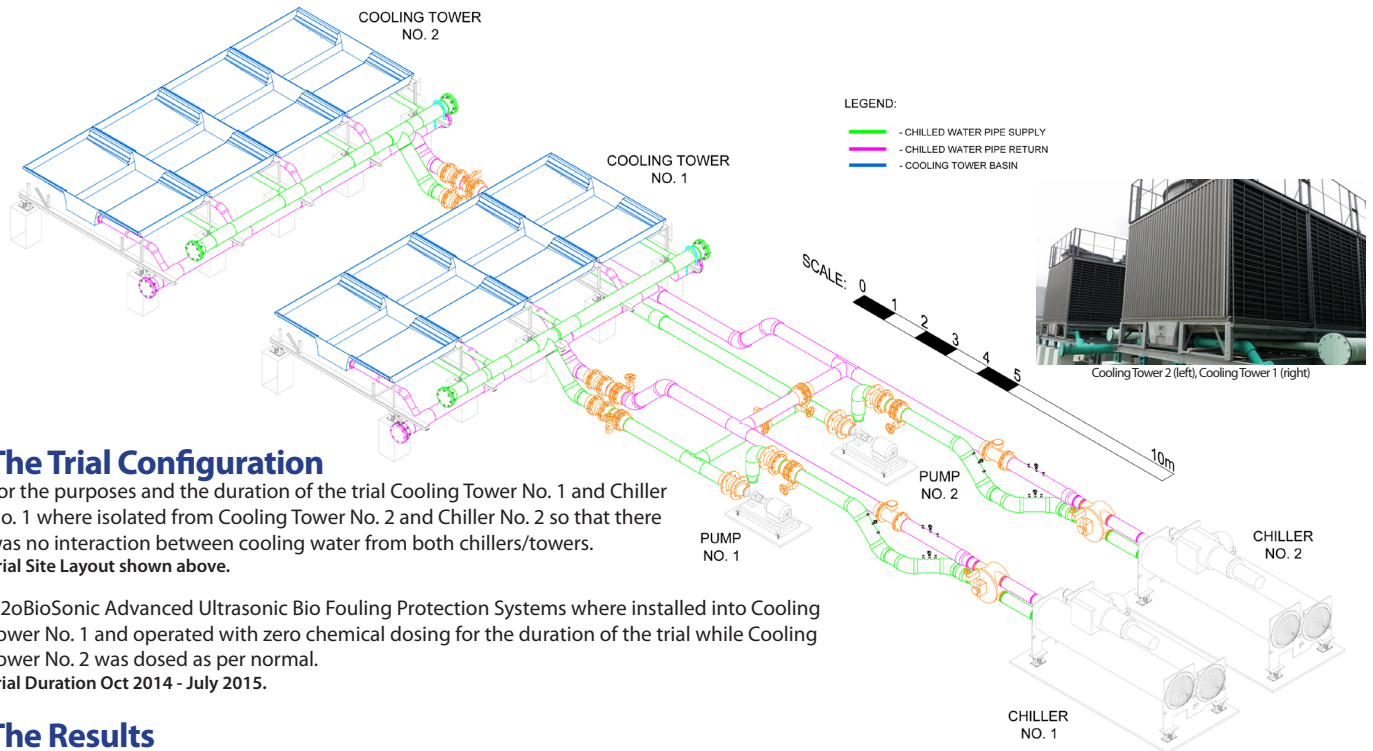 COOLING TOWER
NO. 2
COOLING TOWER
NO. 1
LEGEND:
- CHILLED WATER PIPE SUPPLY
- CHILLED WATER PIPE RETURN
- COOLING TOWER BASIN
SCALE: 0 1 2 3 4 5 10m
Cooling Tower 2 (left), Cooling Tower 1 (right)
PUMP
NO. 2
PUMP
NO. 1
CHILLER
NO. 2
CHILLER
NO. 1
The Trial Configuration
or the purposes and the duration of the trial Cooling Tower No. 1 and Chiller
o. 1 where isolated from Cooling Tower No. 2 and Chiller No. 2 so that there
was no interaction between cooling water from both chillers/towers.
rial Site Layout shown above.
2oBioSonic Advanced Ultrasonic Bio Fouling Protection Systems where installed into Cooling
ower No. 1 and operated with zero chemical dosing for the duration of the trial while Cooling
ower No. 2 was dosed as per normal.
rial Duration Oct 2014 - July 2015.
The Results